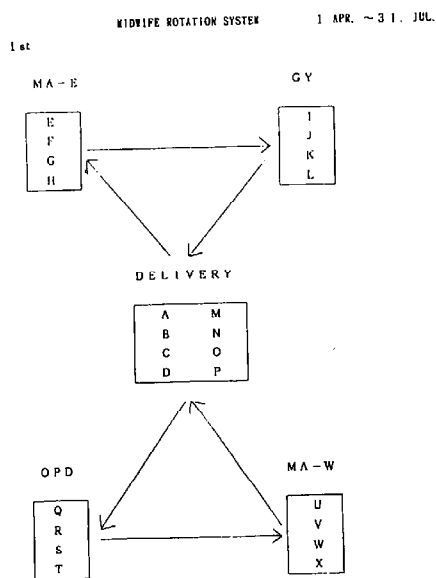 MIDWIFE ROTATION SYSTEM 1 APR. ~31. JUL.
1st
MA-E GY
E
F
G
H
I
J
K
L
DELIVERY
A M
B N
C O
D P
OPD MA-W
Q
R
S
T
U
V
W
X